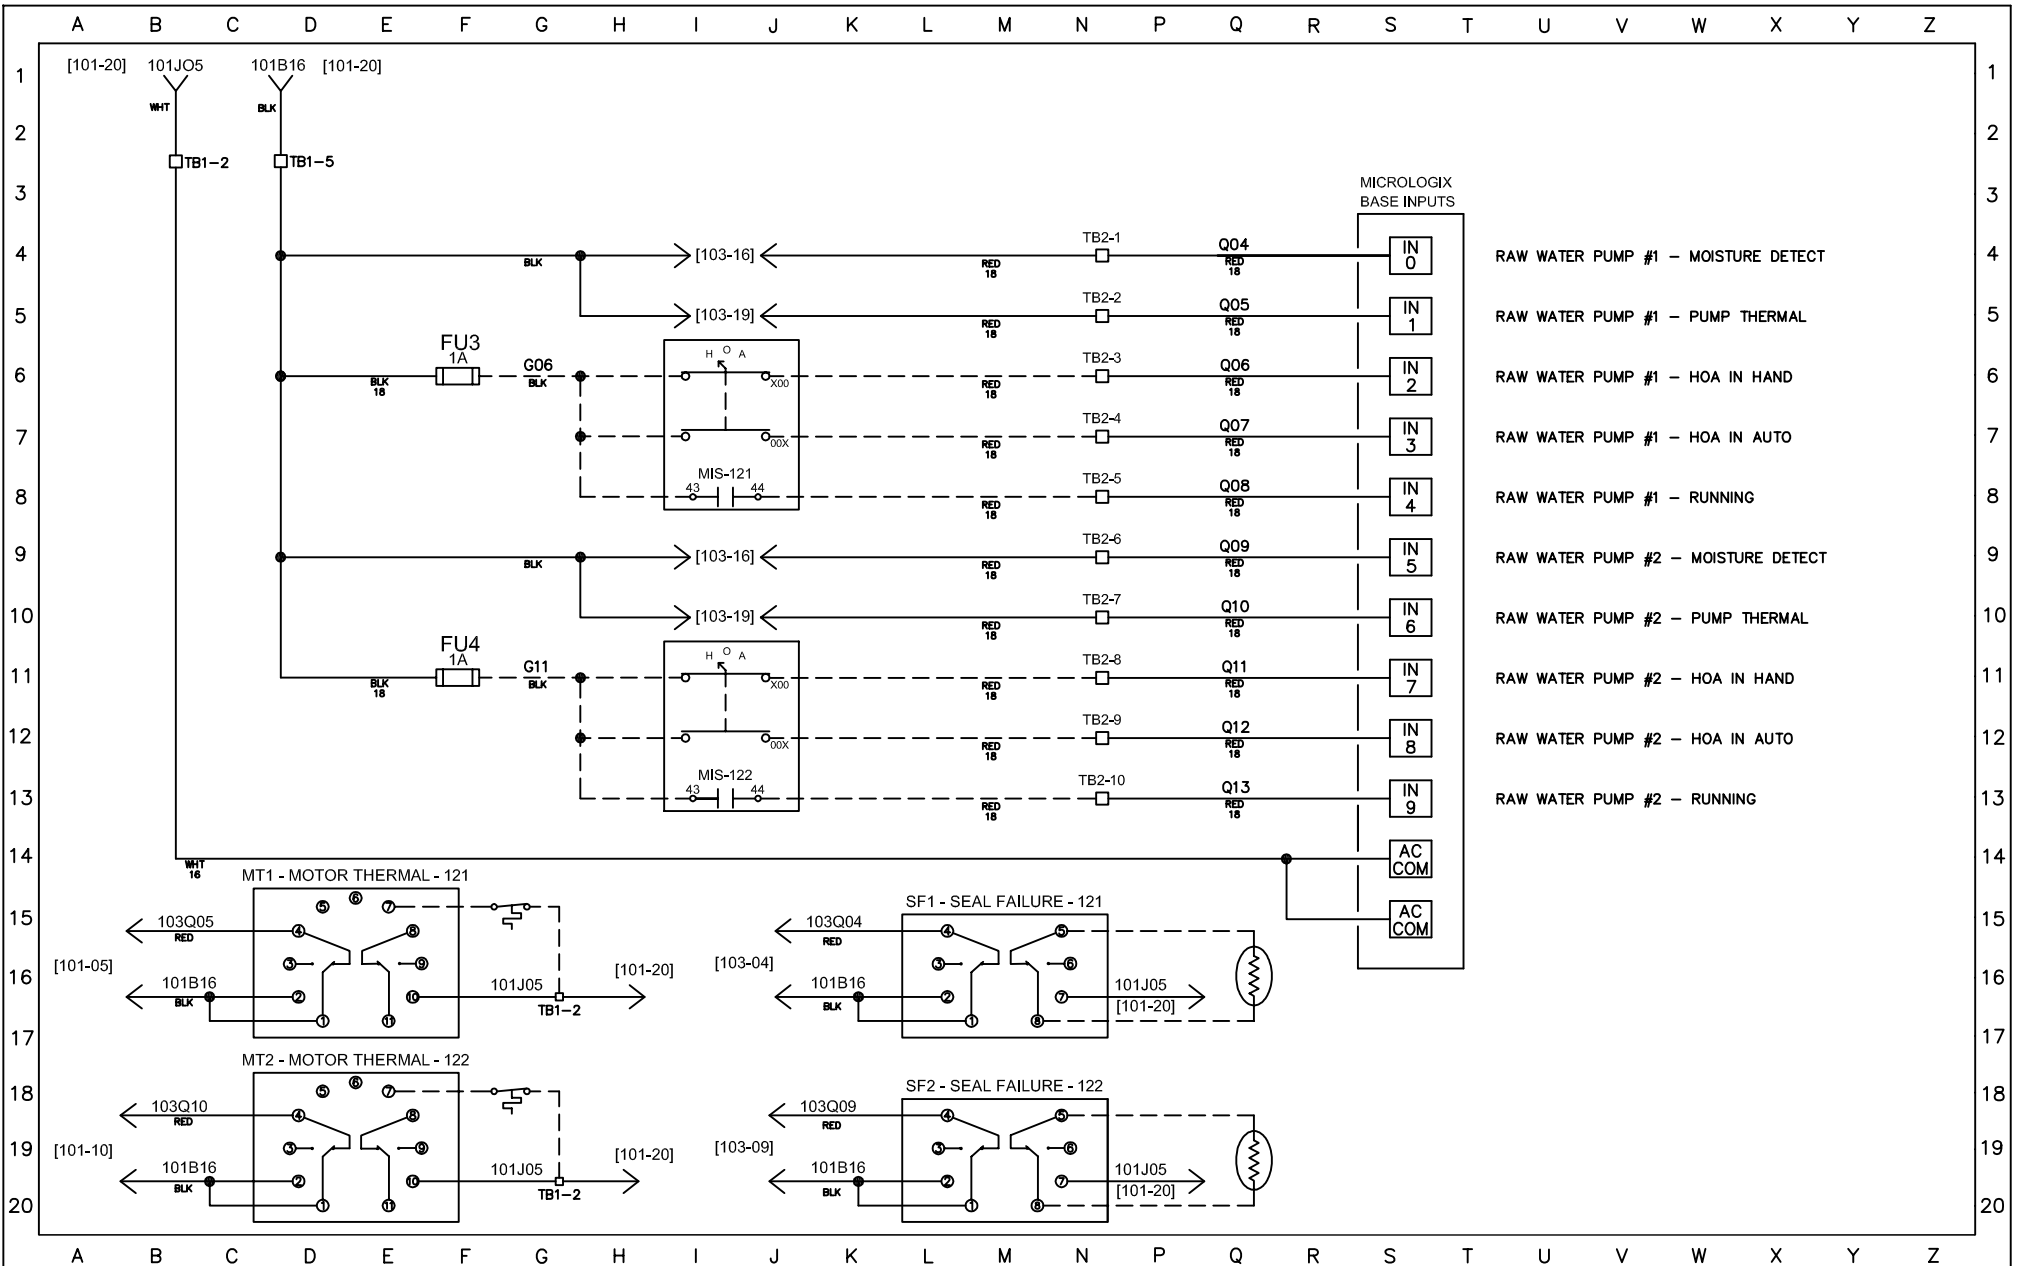 A B C D E F G H I J K L M N P Q R S T U V W X Y Z
1 [101-20] 101JO5 101B16 [101-20] 1
WHT BLK
2 2
TB1-2 TB1-5
3 3
MICROLOGIX
BASE INPUTS
4 BLK [103-16] RED 18 TB2-1 Q04 RED 18 IN 0 RAW WATER PUMP #1 - MOISTURE DETECT 4
5 [103-19] RED 18 TB2-2 Q05 RED 18 IN 1 RAW WATER PUMP #1 - PUMP THERMAL 5
FU3
1A
H O A
6 BLK 18 G06 BLK X00 RED 18 TB2-3 Q06 RED 18 IN 2 RAW WATER PUMP #1 - HOA IN HAND 6
7 00X RED 18 TB2-4 Q07 RED 18 IN 3 RAW WATER PUMP #1 - HOA IN AUTO 7
MIS-121
8 43 44 RED 18 TB2-5 Q08 RED 18 IN 4 RAW WATER PUMP #1 - RUNNING 8
9 BLK [103-16] RED 18 TB2-6 Q09 RED 18 IN 5 RAW WATER PUMP #2 - MOISTURE DETECT 9
10 [103-19] RED 18 TB2-7 Q10 RED 18 IN 6 RAW WATER PUMP #2 - PUMP THERMAL 10
FU4
1A
H O A
11 BLK 18 G11 BLK X00 RED 18 TB2-8 Q11 RED 18 IN 7 RAW WATER PUMP #2 - HOA IN HAND 11
12 00X RED 18 TB2-9 Q12 RED 18 IN 8 RAW WATER PUMP #2 - HOA IN AUTO 12
MIS-122
13 43 44 RED 18 TB2-10 Q13 RED 18 IN 9 RAW WATER PUMP #2 - RUNNING 13
14 WHT 16 AC COM 14
15 AC COM 15
MT1 - MOTOR THERMAL - 121
5 6 7
103Q05 RED 4 8
[101-05] 3 9 [101-20]
16 16
101B16 BLK 2 10 101J05 TB1-2
1 11
SF1 - SEAL FAILURE - 121
103Q04 RED 4 5
[103-04] 3 6
101B16 BLK 2 7 101J05
[101-20]
1 8
17 17
MT2 - MOTOR THERMAL - 122
18 18
5 6 7
103Q10 RED 4 8
19 19
[101-10] 3 9 [101-20]
101B16 BLK 2 10 101J05 TB1-2
1 11
SF2 - SEAL FAILURE - 122
103Q09 RED 4 5
[103-09] 3 6
101B16 BLK 2 7 101J05
[101-20]
1 8
20 20
A B C D E F G H I J K L M N P Q R S T U V W X Y Z